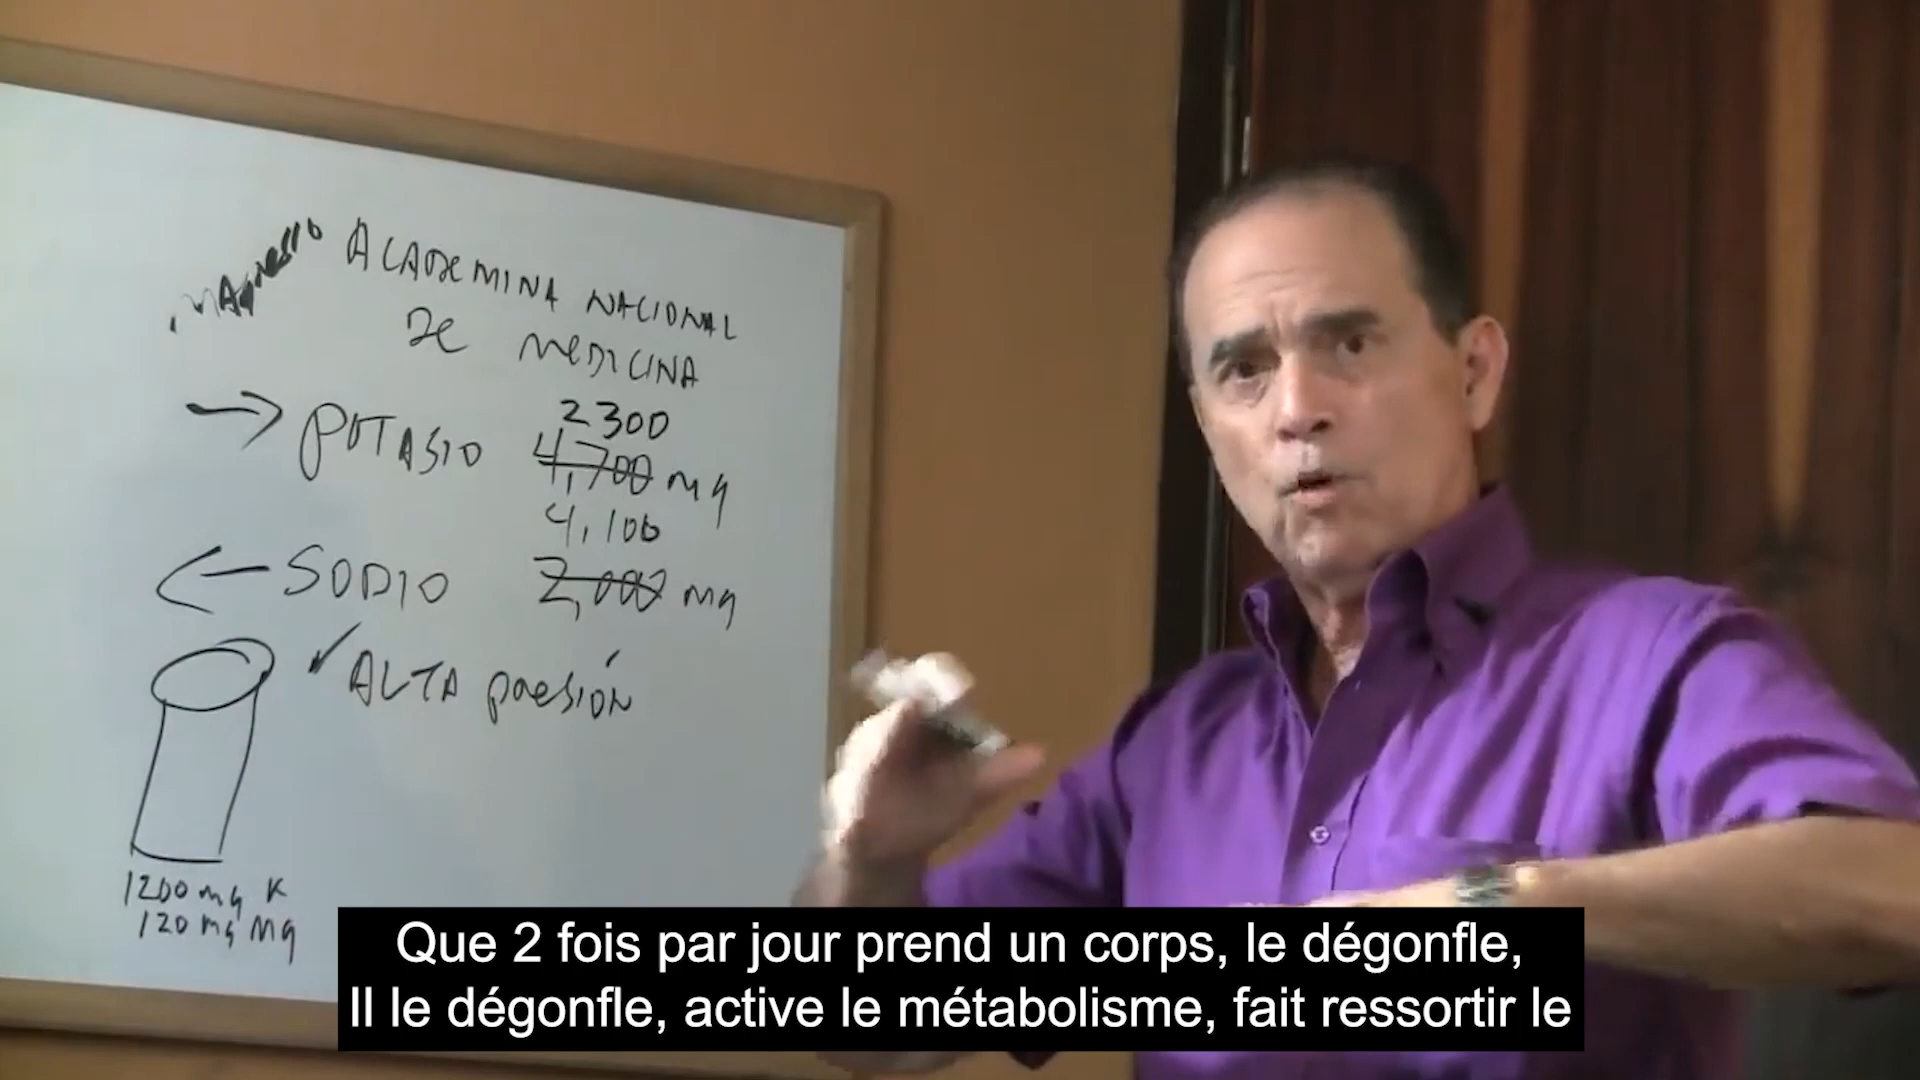 MAgnesio
ACADEMINA NACIONAL
DE MEDICINA
→ POTASIO 2300
4,700 mg
4,100
← SODIO 2,000 mg
✓ ALTA PRESIÓN
1200 mg K
120 mg Mg
Que 2 fois par jour prend un corps, le dégonfle,
Il le dégonfle, active le métabolisme, fait ressortir le